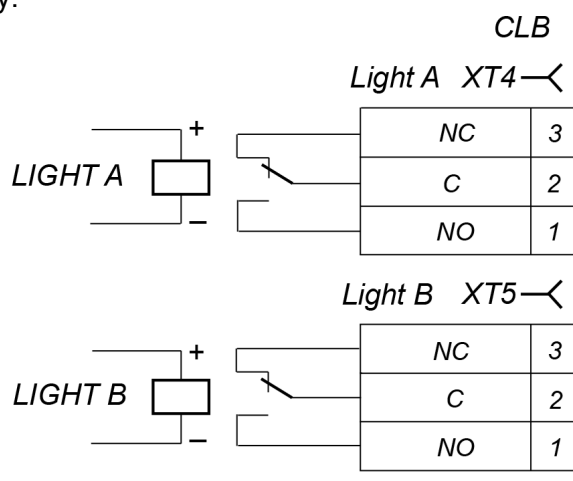 y.
CLB
Light A XT4
+
NC 3
LIGHT A
C 2
–
NO 1
Light B XT5
+
NC 3
LIGHT B
C 2
–
NO 1